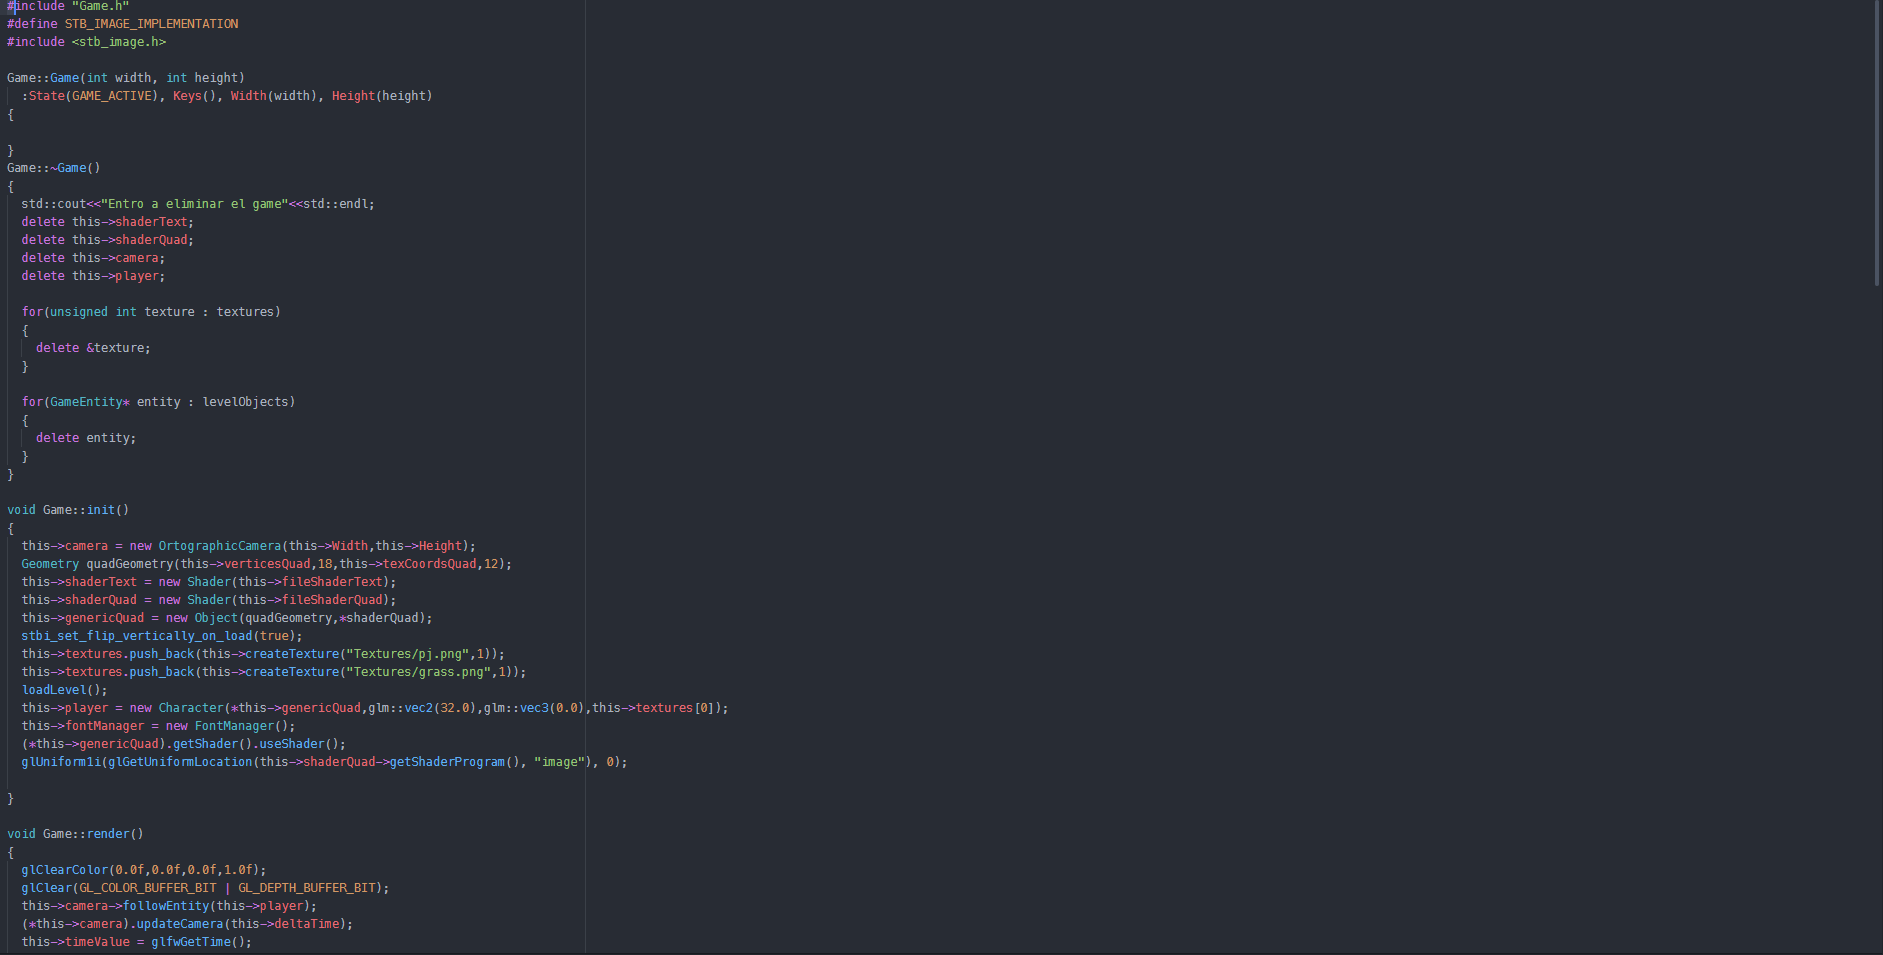 #include "Game.h"
#define STB_IMAGE_IMPLEMENTATION
#include <stb_image.h>

Game::Game(int width, int height)
  :State(GAME_ACTIVE), Keys(), Width(width), Height(height)
{

}
Game::~Game()
{
  std::cout<<"Entro a eliminar el game"<<std::endl;
  delete this->shaderText;
  delete this->shaderQuad;
  delete this->camera;
  delete this->player;

  for(unsigned int texture : textures)
  {
    delete &texture;
  }

  for(GameEntity* entity : levelObjects)
  {
    delete entity;
  }
}

void Game::init()
{
  this->camera = new OrtographicCamera(this->Width,this->Height);
  Geometry quadGeometry(this->verticesQuad,18,this->texCoordsQuad,12);
  this->shaderText = new Shader(this->fileShaderText);
  this->shaderQuad = new Shader(this->fileShaderQuad);
  this->genericQuad = new Object(quadGeometry,*shaderQuad);
  stbi_set_flip_vertically_on_load(true);
  this->textures.push_back(this->createTexture("Textures/pj.png",1));
  this->textures.push_back(this->createTexture("Textures/grass.png",1));
  loadLevel();
  this->player = new Character(*this->genericQuad,glm::vec2(32.0),glm::vec3(0.0),this->textures[0]);
  this->fontManager = new FontManager();
  (*this->genericQuad).getShader().useShader();
  glUniform1i(glGetUniformLocation(this->shaderQuad->getShaderProgram(), "image"), 0);

}

void Game::render()
{
  glClearColor(0.0f,0.0f,0.0f,1.0f);
  glClear(GL_COLOR_BUFFER_BIT | GL_DEPTH_BUFFER_BIT);
  this->camera->followEntity(this->player);
  (*this->camera).updateCamera(this->deltaTime);
  this->timeValue = glfwGetTime();